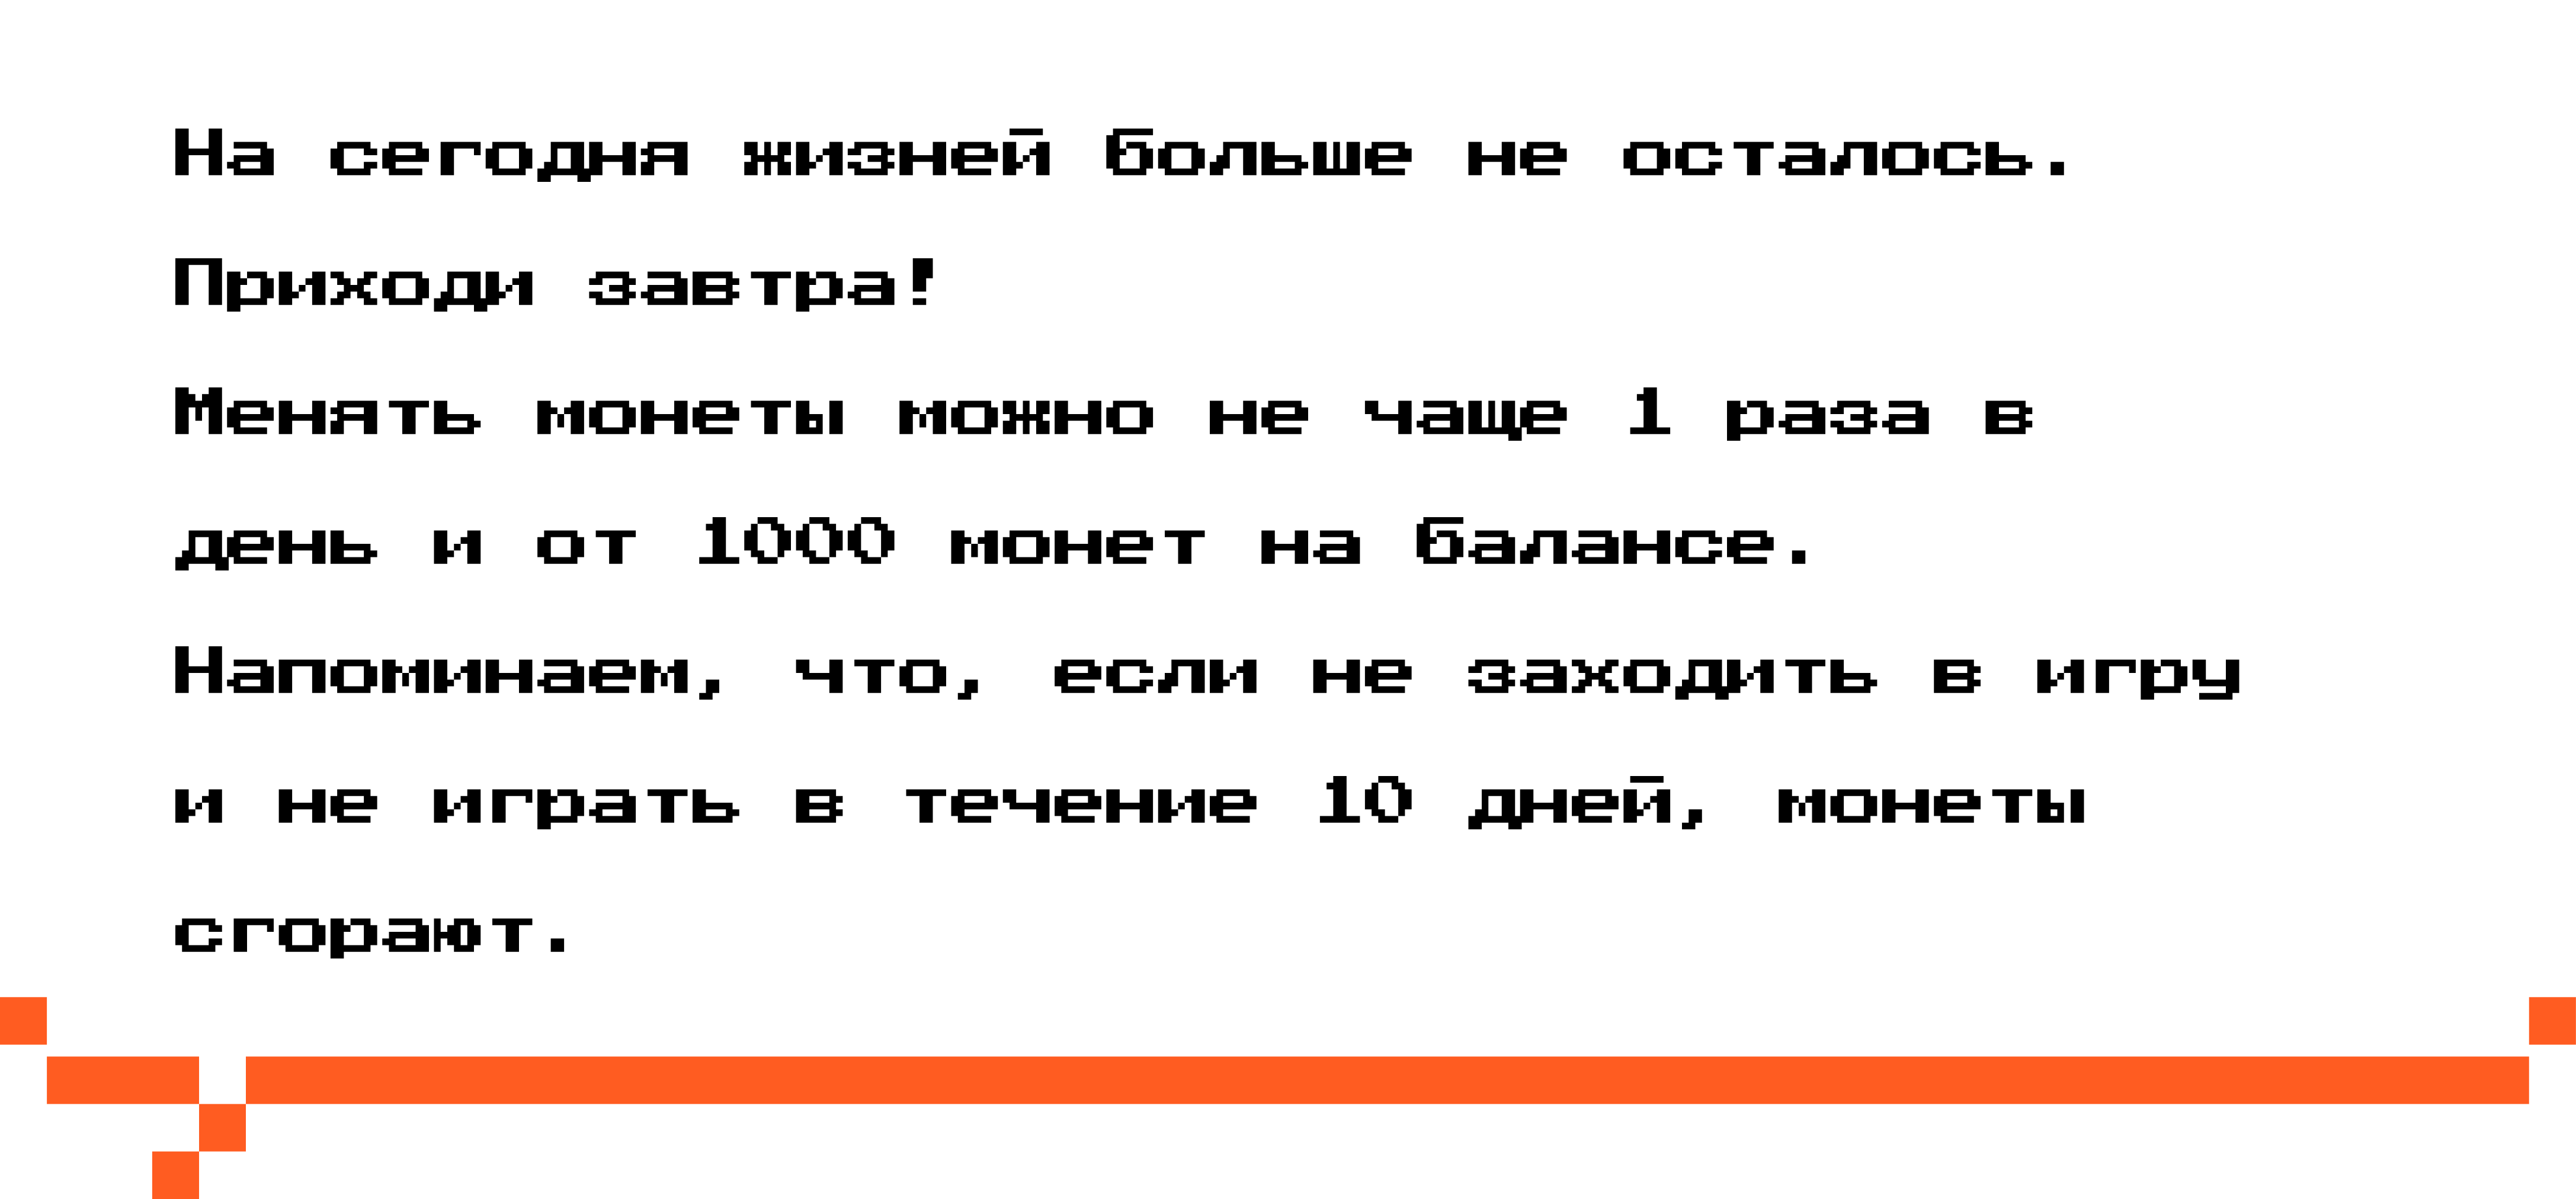 На сегодня жизней больше не осталось.
Приходи завтра!
Менять монеты можно не чаще 1 раза в
день и от 1000 монет на балансе.
Напоминаем, что, если не заходить в игру
и не играть в течение 10 дней, монеты
сгорают.